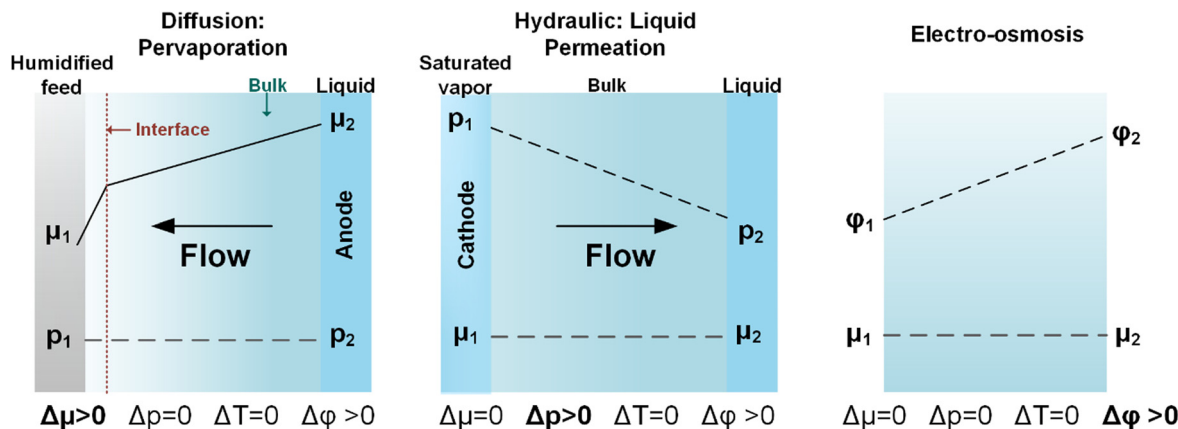 Diffusion:
Pervaporation
Humidified
feed
Bulk
Liquid
Interface
μ2
μ1
Anode
Flow
p1
p2
Δμ>0 Δp=0 ΔT=0 Δφ >0
Hydraulic: Liquid
Permeation
Saturated
vapor
Bulk
Liquid
p1
Cathode
Flow
p2
μ1
μ2
Δμ=0 Δp>0 ΔT=0 Δφ >0
Electro-osmosis
φ2
φ1
μ1
μ2
Δμ=0 Δp=0 ΔT=0 Δφ >0